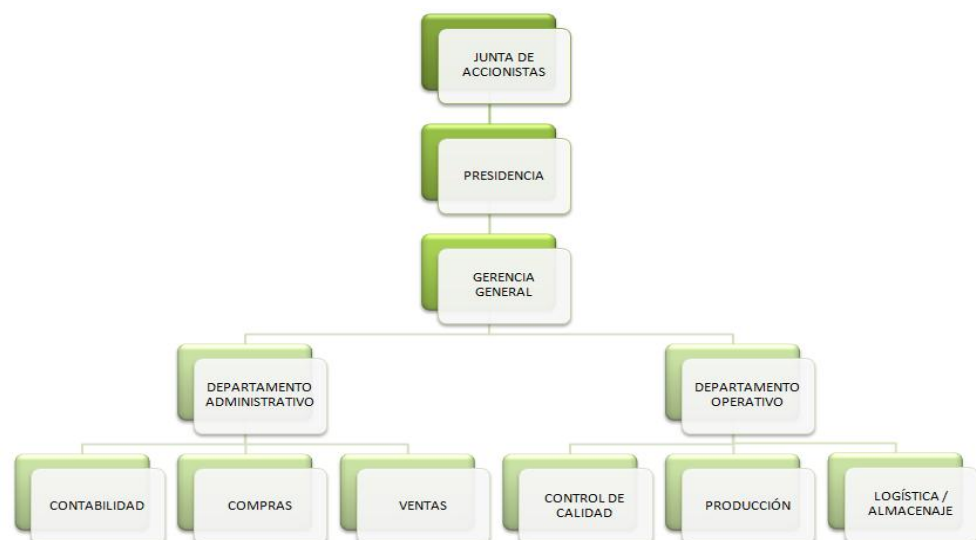 JUNTA DE
ACCIONISTAS
PRESIDENCIA
GERENCIA
GENERAL
DEPARTAMENTO
ADMINISTRATIVO
DEPARTAMENTO
OPERATIVO
CONTABILIDAD
COMPRAS
VENTAS
CONTROL DE
CALIDAD
PRODUCCIÓN
LOGÍSTICA /
ALMACENAJE